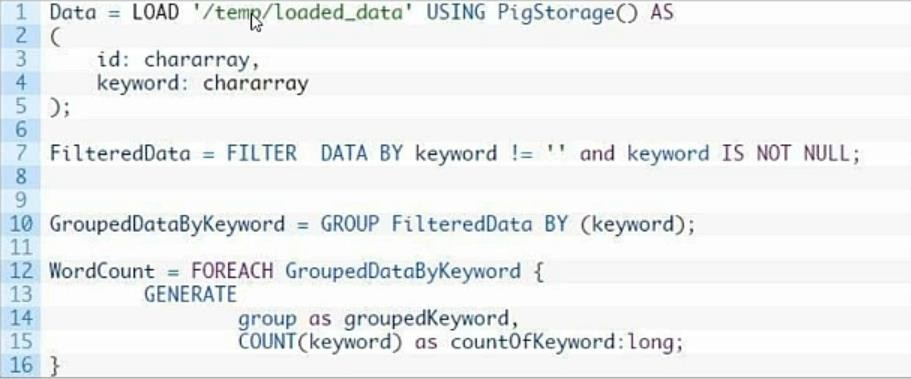 1 Data = LOAD '/temp/loaded_data' USING PigStorage() AS
2 (
3 id: chararray,
4 keyword: chararray
5 );
6
7 FilteredData = FILTER  DATA BY keyword != '' and keyword IS NOT NULL;
8
9
10 GroupedDataByKeyword = GROUP FilteredData BY (keyword);
11
12 WordCount = FOREACH GroupedDataByKeyword {
13 GENERATE
14 group as groupedKeyword,
15 COUNT(keyword) as countOfKeyword:long;
16 }